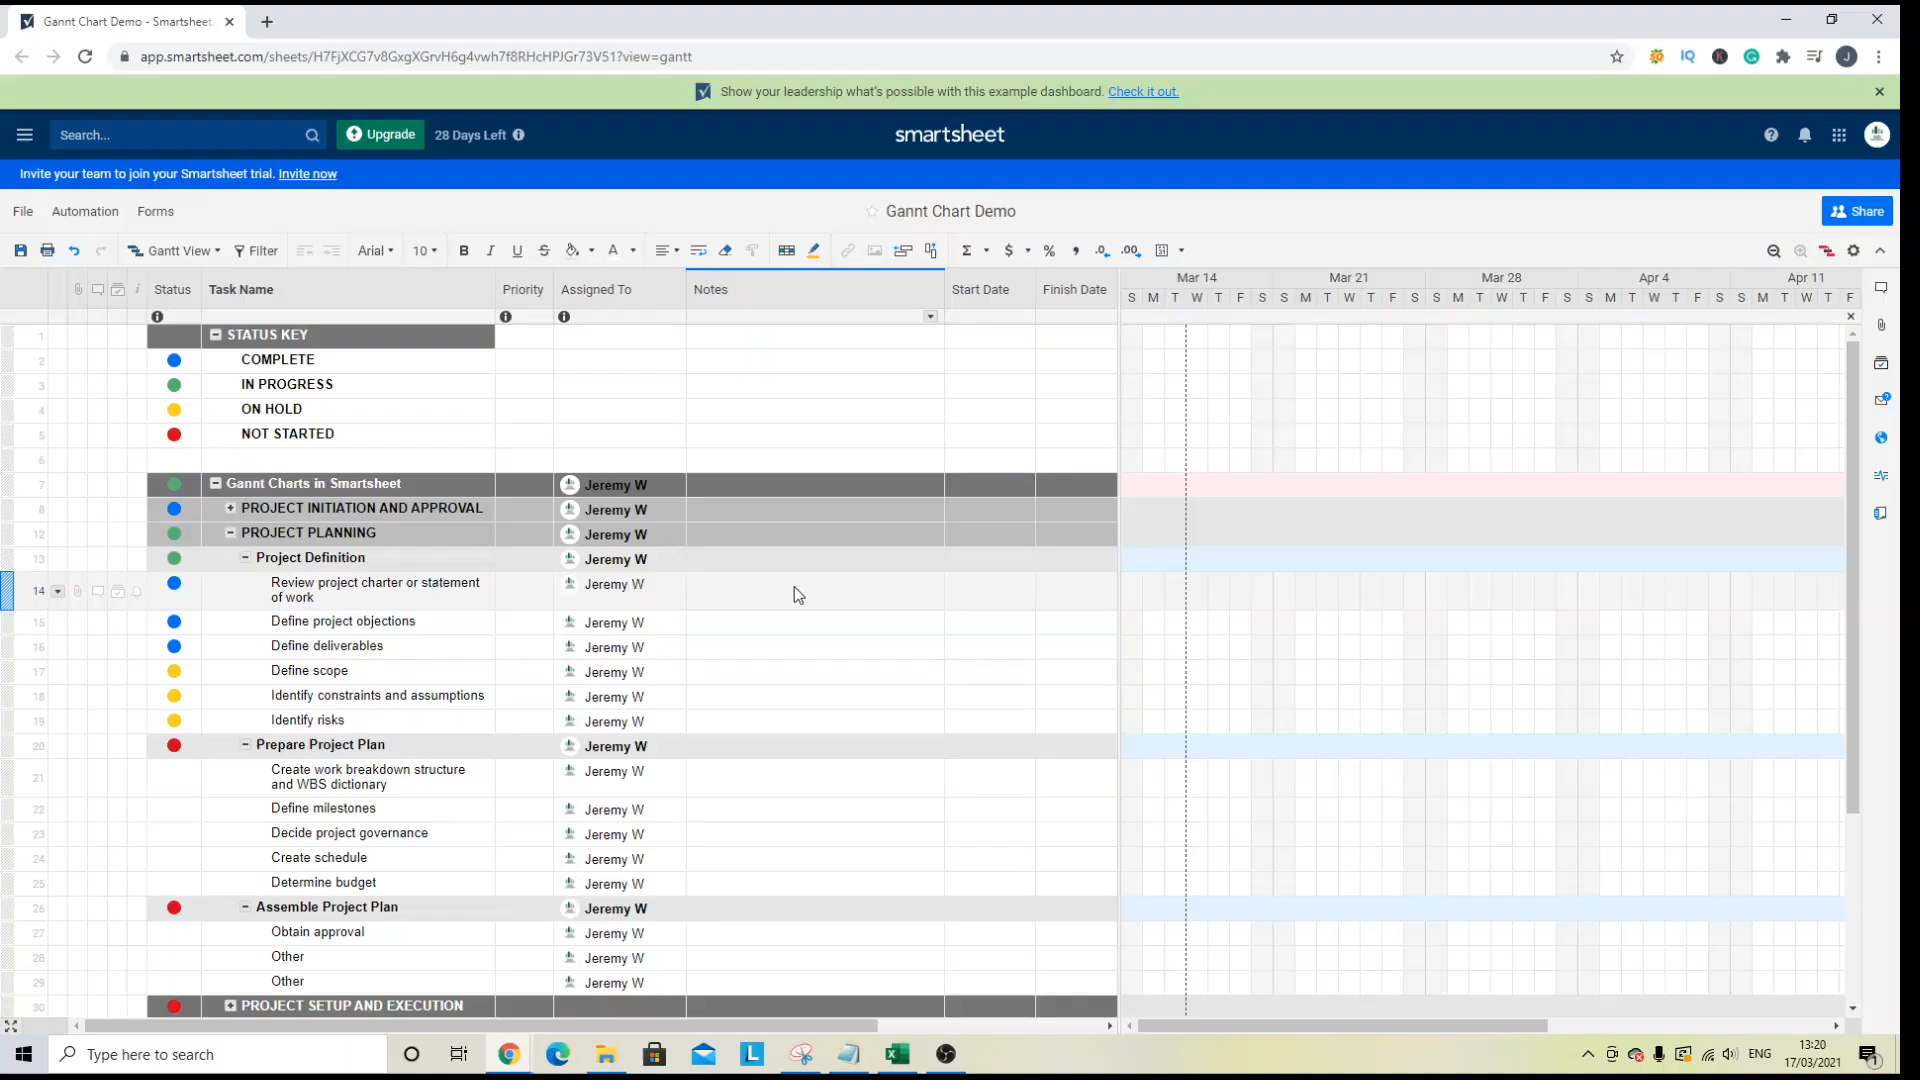 Gannt Chart Demo - Smartsheet.
app.smartsheet.com/sheets/H7FjXCG7v8GxgXGrvH6g4vwh7f8RHcHPJGr73V51?view=gantt
Show your leadership what's possible with this example dashboard. Check it out.
Search...
Upgrade
28 Days Left
smartsheet
Invite your team to join your Smartsheet trial. Invite now
File Automation Forms
Gannt Chart Demo
Share
Gantt View Filter Arial 10 B I U S A Σ $ % , .0 .00
Status Task Name Priority Assigned To Notes Start Date Finish Date
Mar 14 Mar 21 Mar 28 Apr 4 Apr 11
S M T W T F S S M T W T F S S M T W T F S S M T W T F S S M T W T F
1 STATUS KEY
2 COMPLETE
3 IN PROGRESS
4 ON HOLD
5 NOT STARTED
6
7 Gannt Charts in Smartsheet Jeremy W
8 PROJECT INITIATION AND APPROVAL Jeremy W
12 PROJECT PLANNING Jeremy W
13 Project Definition Jeremy W
14 Review project charter or statement of work Jeremy W
15 Define project objections Jeremy W
16 Define deliverables Jeremy W
17 Define scope Jeremy W
18 Identify constraints and assumptions Jeremy W
19 Identify risks Jeremy W
20 Prepare Project Plan Jeremy W
21 Create work breakdown structure and WBS dictionary Jeremy W
22 Define milestones Jeremy W
23 Decide project governance Jeremy W
24 Create schedule Jeremy W
25 Determine budget Jeremy W
26 Assemble Project Plan Jeremy W
27 Obtain approval Jeremy W
28 Other Jeremy W
29 Other Jeremy W
30 PROJECT SETUP AND EXECUTION
Type here to search
ENG
13:20
17/03/2021